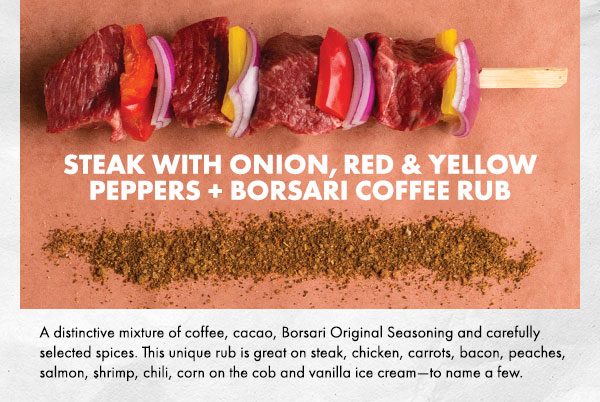 STEAK WITH ONION, RED & YELLOW
PEPPERS + BORSARI COFFEE RUB
A distinctive mixture of coffee, cacao, Borsari Original Seasoning and carefully
selected spices. This unique rub is great on steak, chicken, carrots, bacon, peaches,
salmon, shrimp, chili, corn on the cob and vanilla ice cream—to name a few.